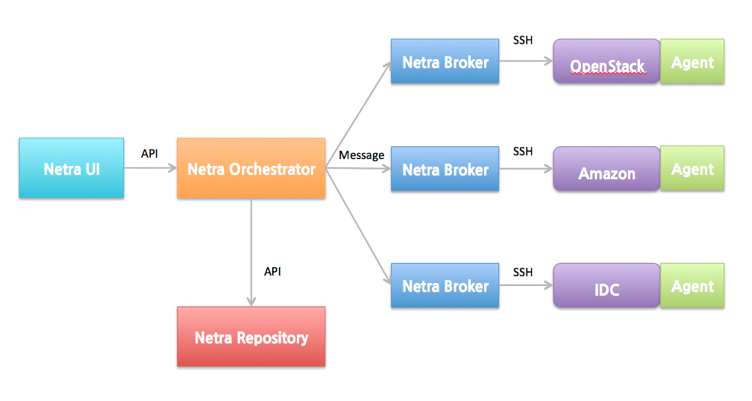 SSH
Netra Broker
OpenStack
Agent
Netra UI
API
Netra Orchestrator
Message
Netra Broker
SSH
Amazon
Agent
API
Netra Repository
Netra Broker
SSH
IDC
Agent